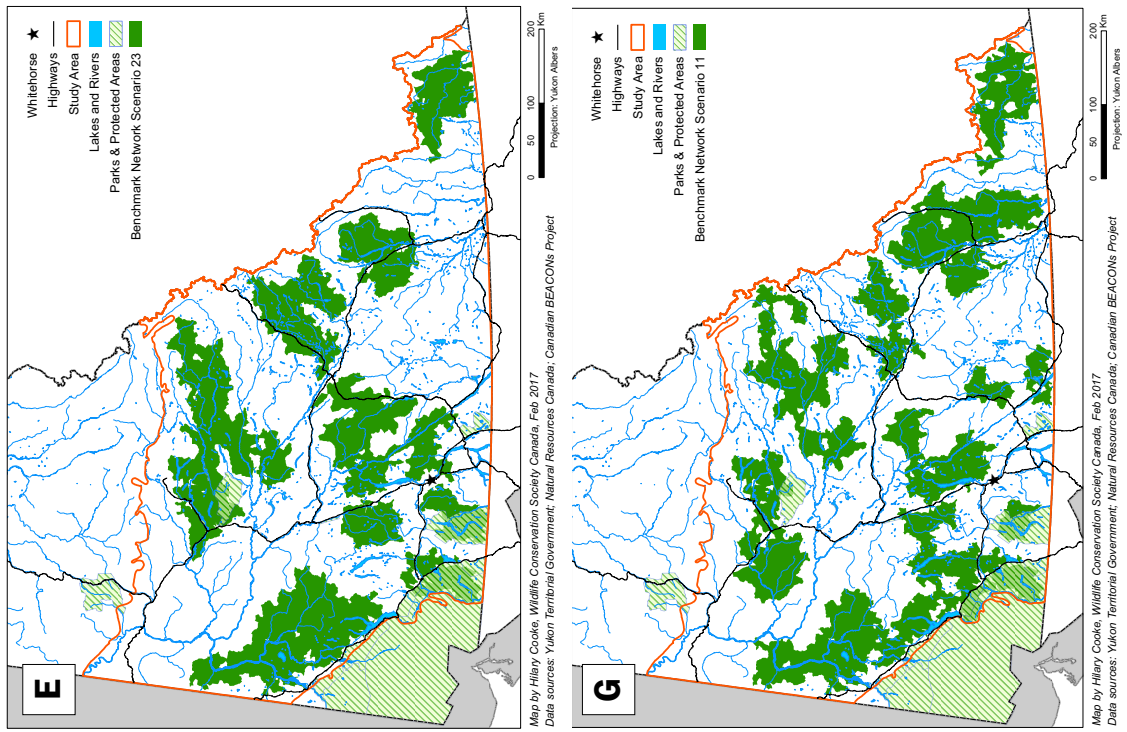 E
Whitehorse
Highways
Study Area
Lakes and Rivers
Parks & Protected Areas
Benchmark Network Scenario 23
0 100 200
Km
Projection: Yukon Albers
Map by Hilary Cooke, Wildlife Conservation Society Canada, Feb 2017
Data sources: Yukon Territorial Government; Natural Resources Canada; Canadian BEACONs Project
G
Whitehorse
Highways
Study Area
Lakes and Rivers
Parks & Protected Areas
Benchmark Network Scenario 11
0 50 100 200
Km
Projection: Yukon Albers
Map by Hilary Cooke, Wildlife Conservation Society Canada, Feb 2017
Data sources: Yukon Territorial Government; Natural Resources Canada; Canadian BEACONs Project